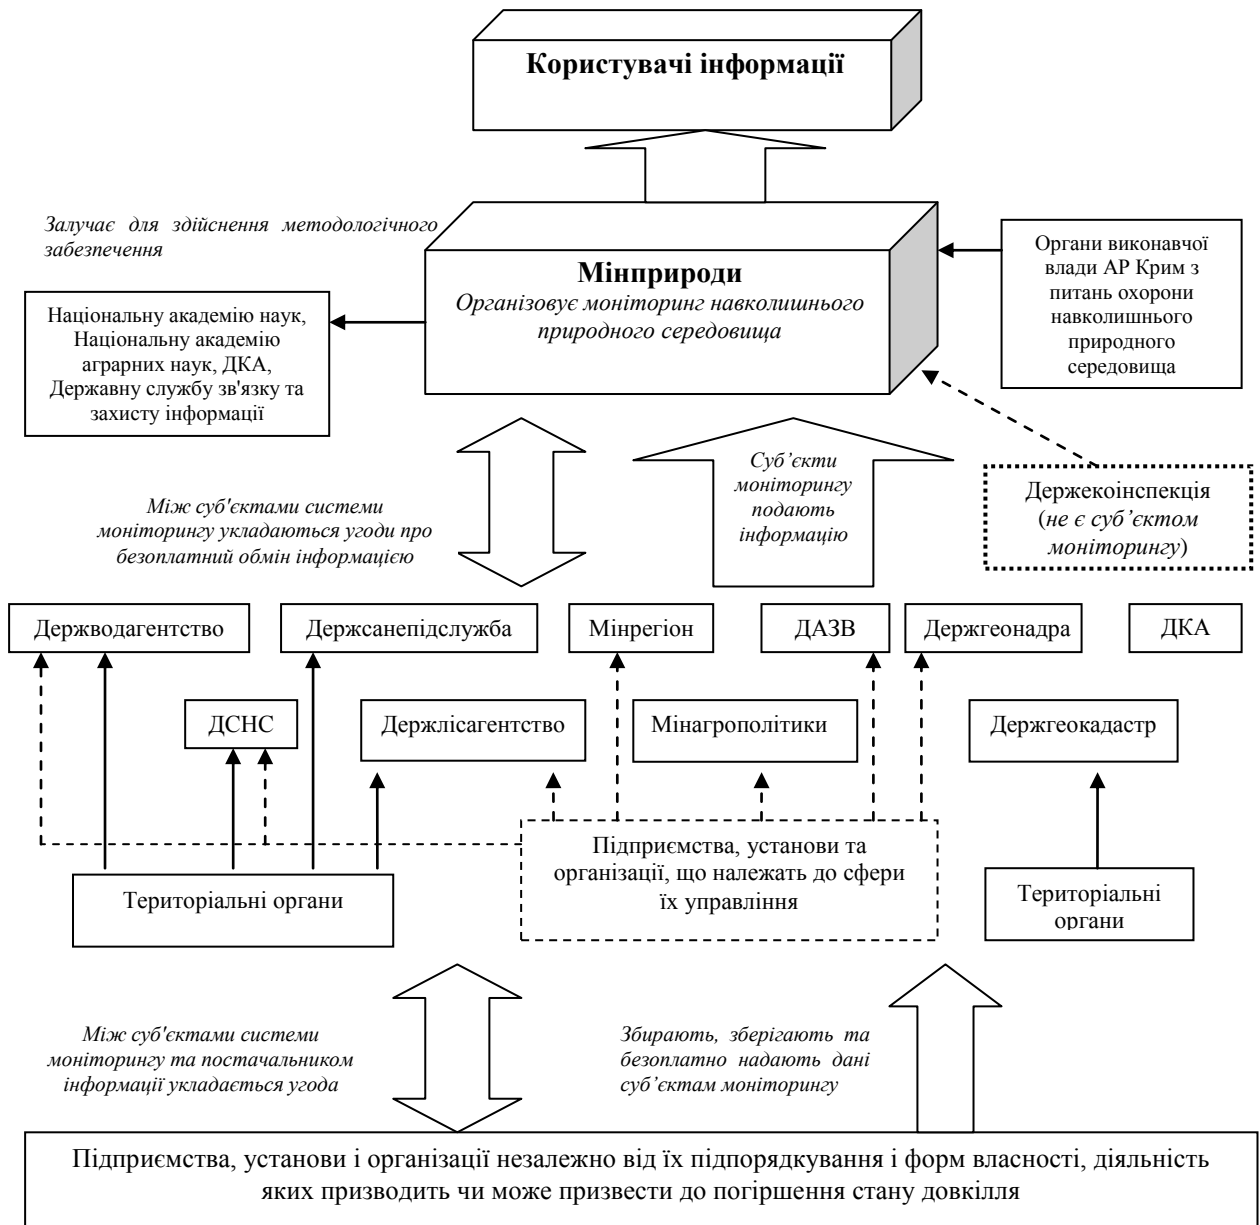 Користувачі інформації
Залучає для здійснення методологічного
забезпечення
Мінприроди
Організовує моніторинг навколишнього
природного середовища
Органи виконавчої
влади АР Крим з
питань охорони
навколишнього
природного
середовища
Національну академію наук,
Національну академію
аграрних наук, ДКА,
Державну службу зв'язку та
захисту інформації
Між суб'єктами системи
моніторингу укладаються угоди про
безоплатний обмін інформацією
Суб’єкти
моніторингу
подають
інформацію
Держекоінспекція
(не є суб’єктом
моніторингу)
Держводагентство
Держсанепідслужба
Мінрегіон
ДАЗВ
Держгеонадра
ДКА
ДСНС
Держлісагентство
Мінагрополітики
Держгеокадастр
Територіальні органи
Підприємства, установи та
організації, що належать до сфери
їх управління
Територіальні
органи
Між суб'єктами системи
моніторингу та постачальником
інформації укладається угода
Збирають, зберігають та
безоплатно надають дані
суб’єктам моніторингу
Підприємства, установи і організації незалежно від їх підпорядкування і форм власності, діяльність
яких призводить чи може призвести до погіршення стану довкілля